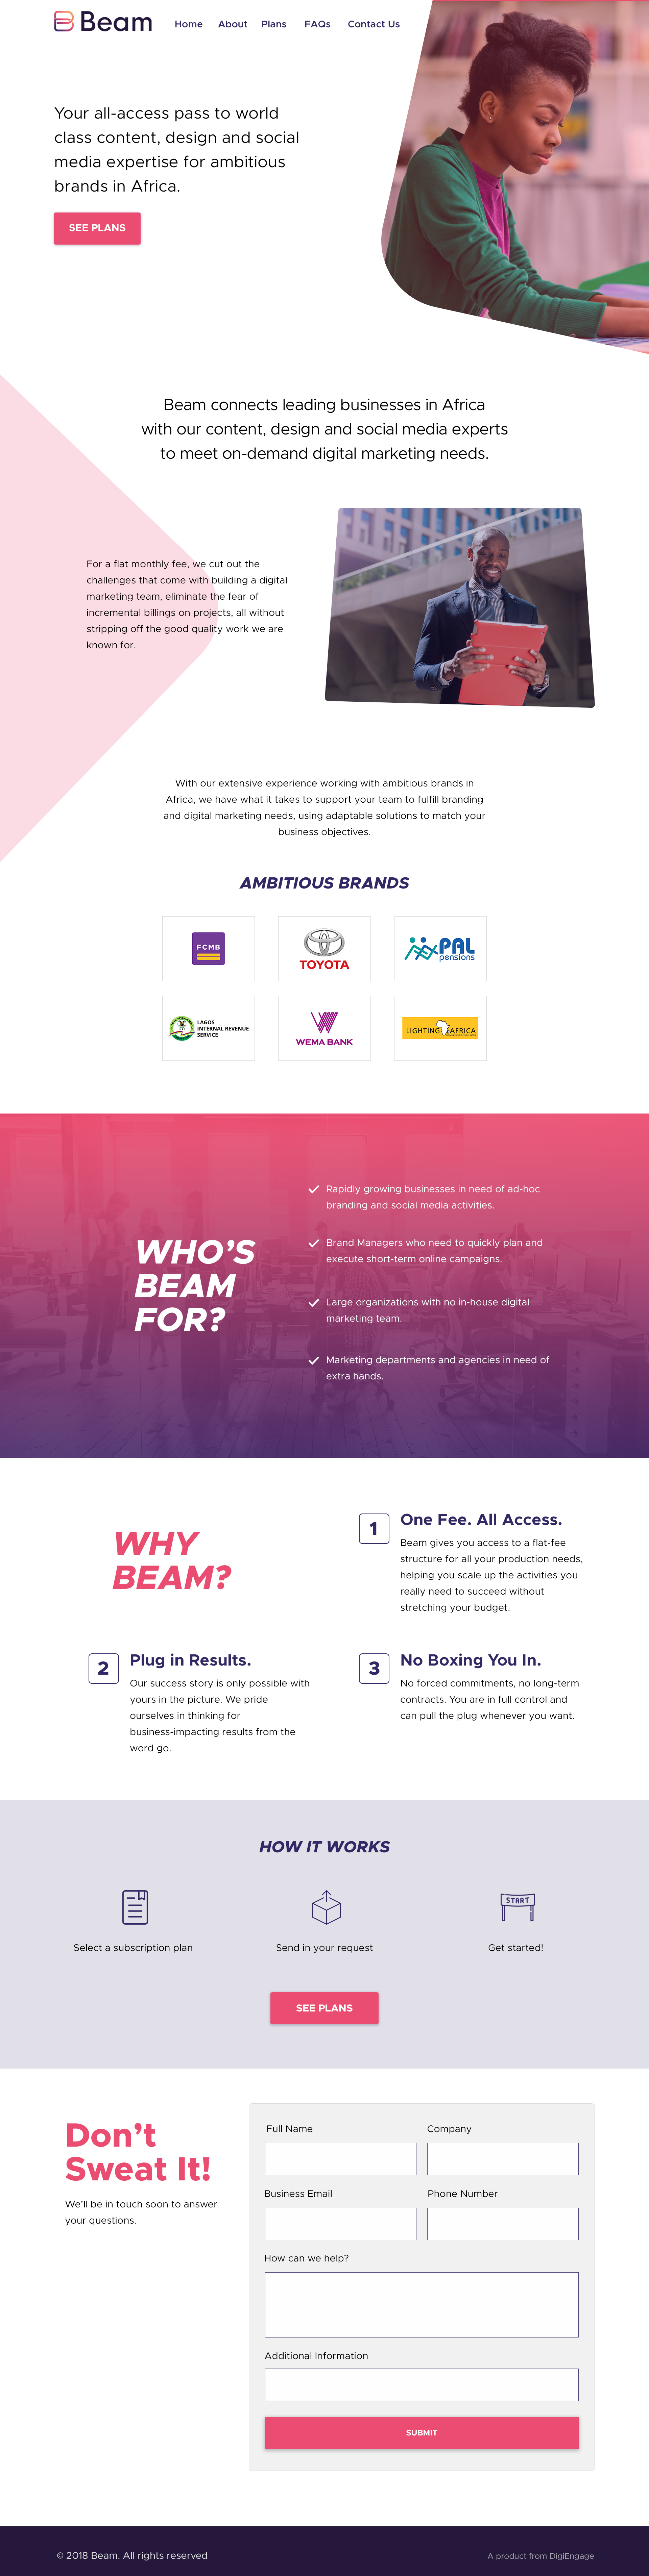 Beam
Home About Plans FAQs Contact Us
Your all-access pass to world
class content, design and social
media expertise for ambitious
brands in Africa.
SEE PLANS
Beam connects leading businesses in Africa
with our content, design and social media experts
to meet on-demand digital marketing needs.
For a flat monthly fee, we cut out the
challenges that come with building a digital
marketing team, eliminate the fear of
incremental billings on projects, all without
stripping off the good quality work we are
known for.
With our extensive experience working with ambitious brands in
Africa, we have what it takes to support your team to fulfill branding
and digital marketing needs, using adaptable solutions to match your
business objectives.
AMBITIOUS BRANDS
FCMB
TOYOTA
PAL
pensions
LAGOS
INTERNAL REVENUE
SERVICE
WEMA BANK
LIGHTING AFRICA
WHO'S
BEAM
FOR?
Rapidly growing businesses in need of ad-hoc
branding and social media activities.
Brand Managers who need to quickly plan and
execute short-term online campaigns.
Large organizations with no in-house digital
marketing team.
Marketing departments and agencies in need of
extra hands.
WHY
BEAM?
1
One Fee. All Access.
Beam gives you access to a flat-fee
structure for all your production needs,
helping you scale up the activities you
really need to succeed without
stretching your budget.
2
Plug in Results.
Our success story is only possible with
yours in the picture. We pride
ourselves in thinking for
business-impacting results from the
word go.
3
No Boxing You In.
No forced commitments, no long-term
contracts. You are in full control and
can pull the plug whenever you want.
HOW IT WORKS
Select a subscription plan
Send in your request
START
Get started!
SEE PLANS
Don't
Sweat It!
We'll be in touch soon to answer
your questions.
Full Name
Company
Business Email
Phone Number
How can we help?
Additional Information
SUBMIT
© 2018 Beam. All rights reserved
A product from DigiEngage